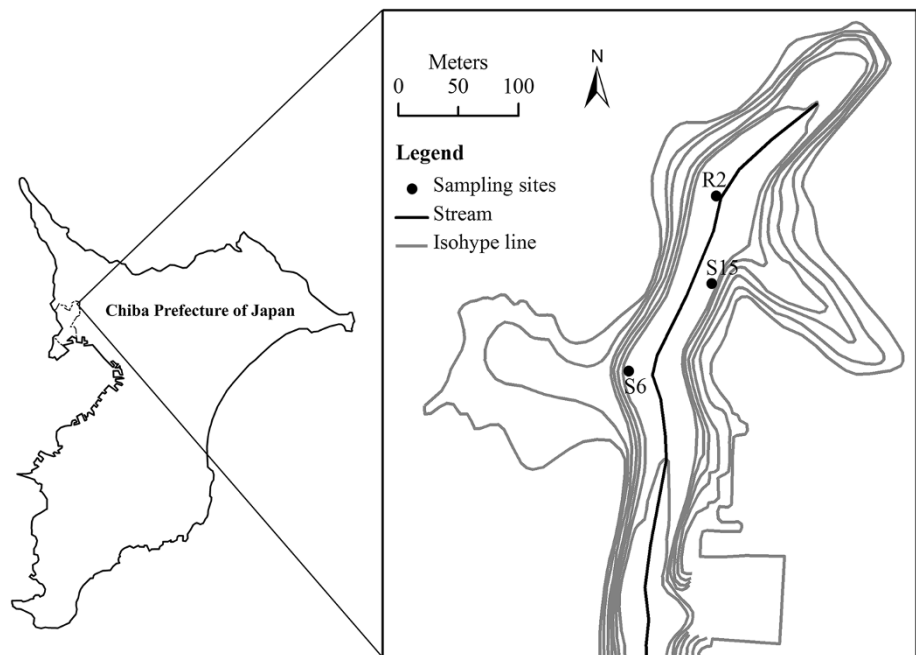 Chiba Prefecture of Japan
Meters
0 50 100
N
Legend
Sampling sites
Stream
Isohype line
R2
S15
S6